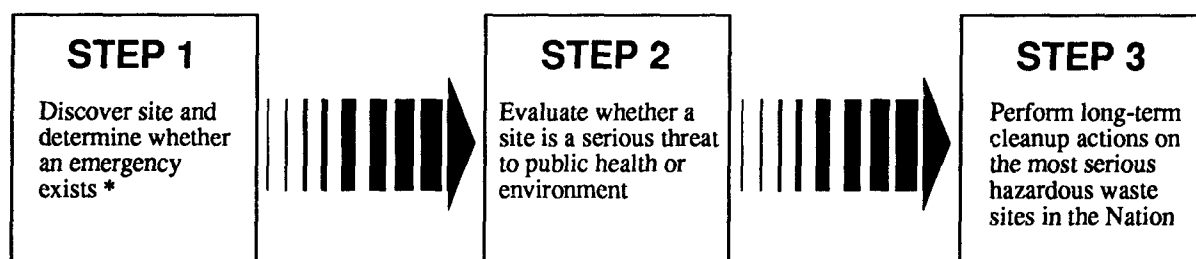 STEP 1
Discover site and
determine whether
an emergency
exists *
STEP 2
Evaluate whether a
site is a serious threat
to public health or
environment
STEP 3
Perform long-term
cleanup actions on
the most serious
hazardous waste
sites in the Nation